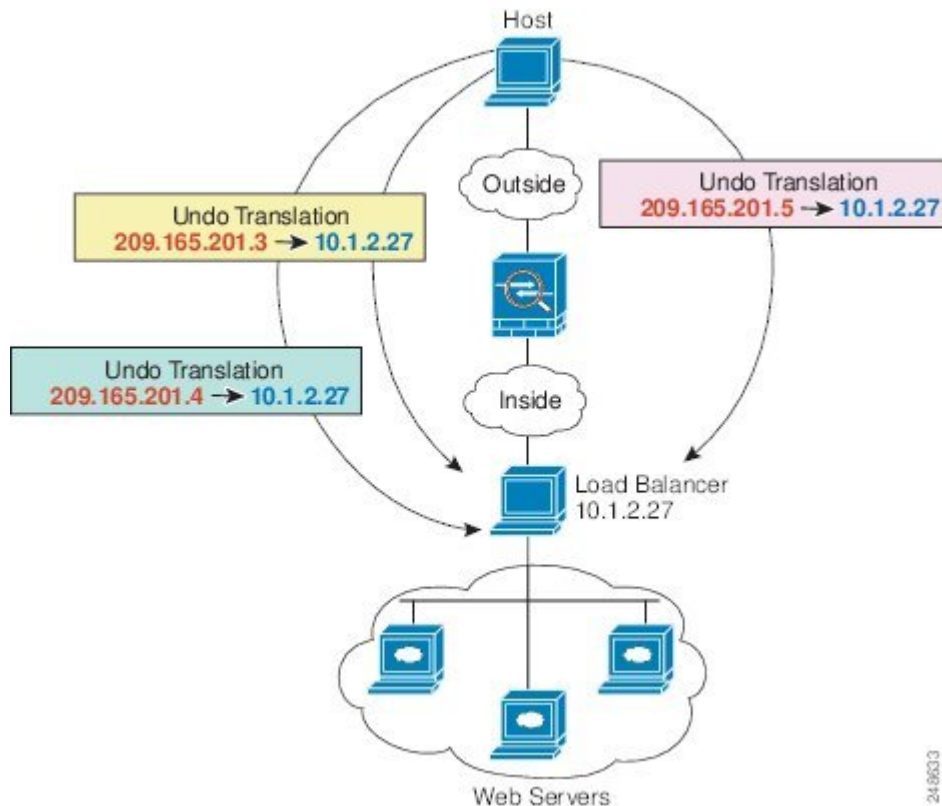 Host
Outside
Undo Translation
209.165.201.3 → 10.1.2.27
Undo Translation
209.165.201.5 → 10.1.2.27
Undo Translation
209.165.201.4 → 10.1.2.27
Inside
Load Balancer
10.1.2.27
Web Servers
248633